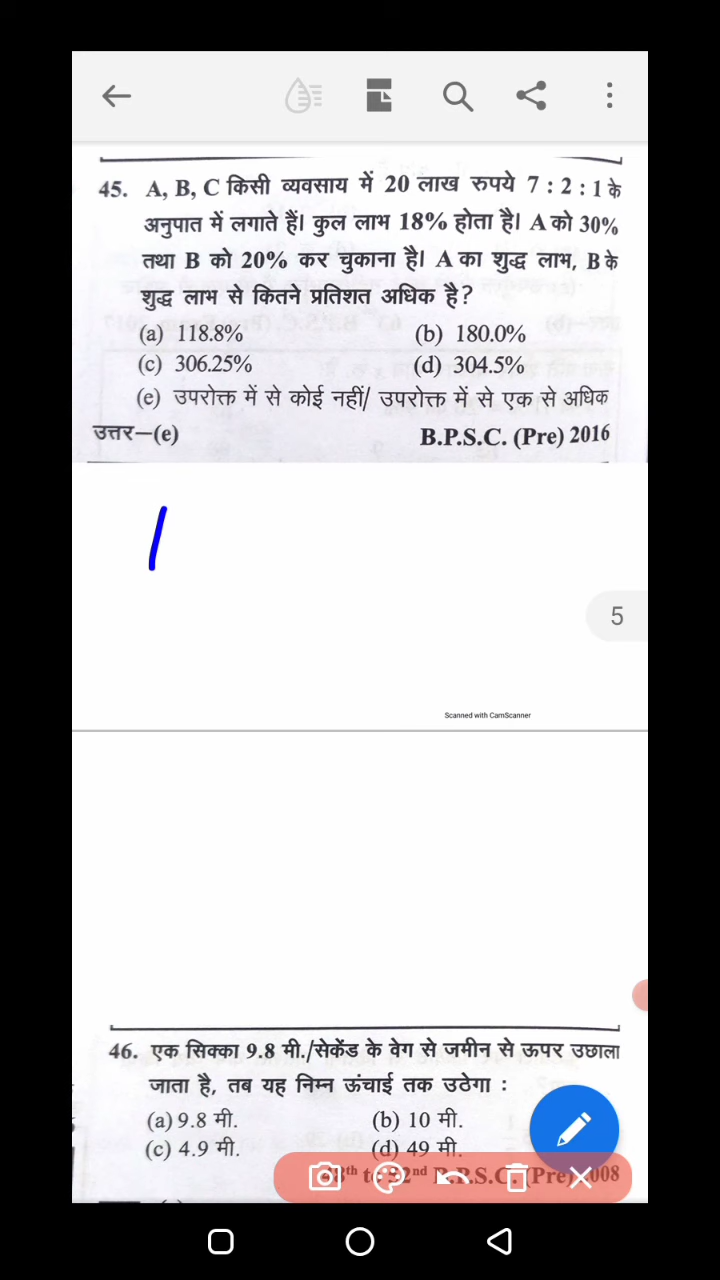 45. A, B, C किसी व्यवसाय में 20 लाख रुपये 7 : 2 : 1 के
अनुपात में लगाते हैं। कुल लाभ 18% होता है। A को 30%
तथा B को 20% कर चुकाना है। A का शुद्ध लाभ, B के
शुद्ध लाभ से कितने प्रतिशत अधिक है?
(a) 118.8% (b) 180.0%
(c) 306.25% (d) 304.5%
(e) उपरोक्त में से कोई नहीं/ उपरोक्त में से एक से अधिक
उत्तर–(e) B.P.S.C. (Pre) 2016
5
Scanned with CamScanner
46. एक सिक्का 9.8 मी./सेकेंड के वेग से जमीन से ऊपर उछाला
जाता है, तब यह निम्न ऊंचाई तक उठेगा :
(a) 9.8 मी. (b) 10 मी.
(c) 4.9 मी. (d) 49 मी.
B.P.S.C. (Pre) 2008